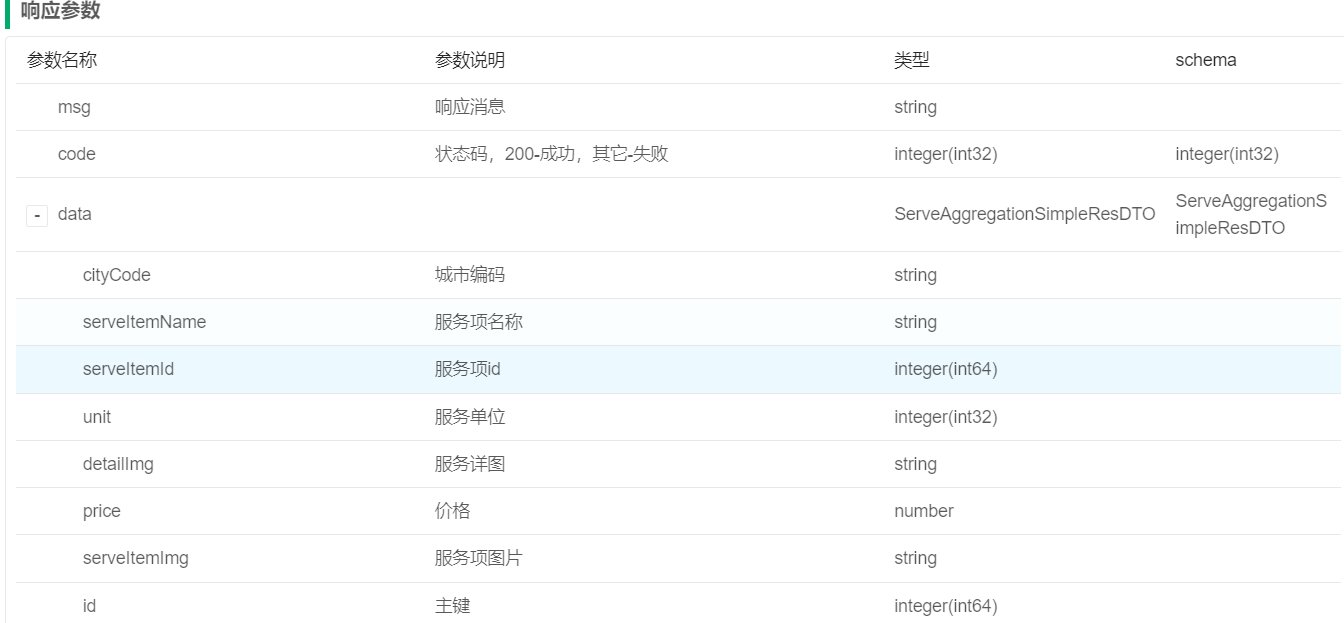 响应参数
参数名称 参数说明 类型 schema
msg 响应消息 string
code 状态码，200-成功，其它-失败 integer(int32) integer(int32)
- data ServeAggregationSimpleResDTO ServeAggregationS
impleResDTO
cityCode 城市编码 string
serveItemName 服务项名称 string
serveItemId 服务项id integer(int64)
unit 服务单位 integer(int32)
detailImg 服务详图 string
price 价格 number
serveItemImg 服务项图片 string
id 主键 integer(int64)